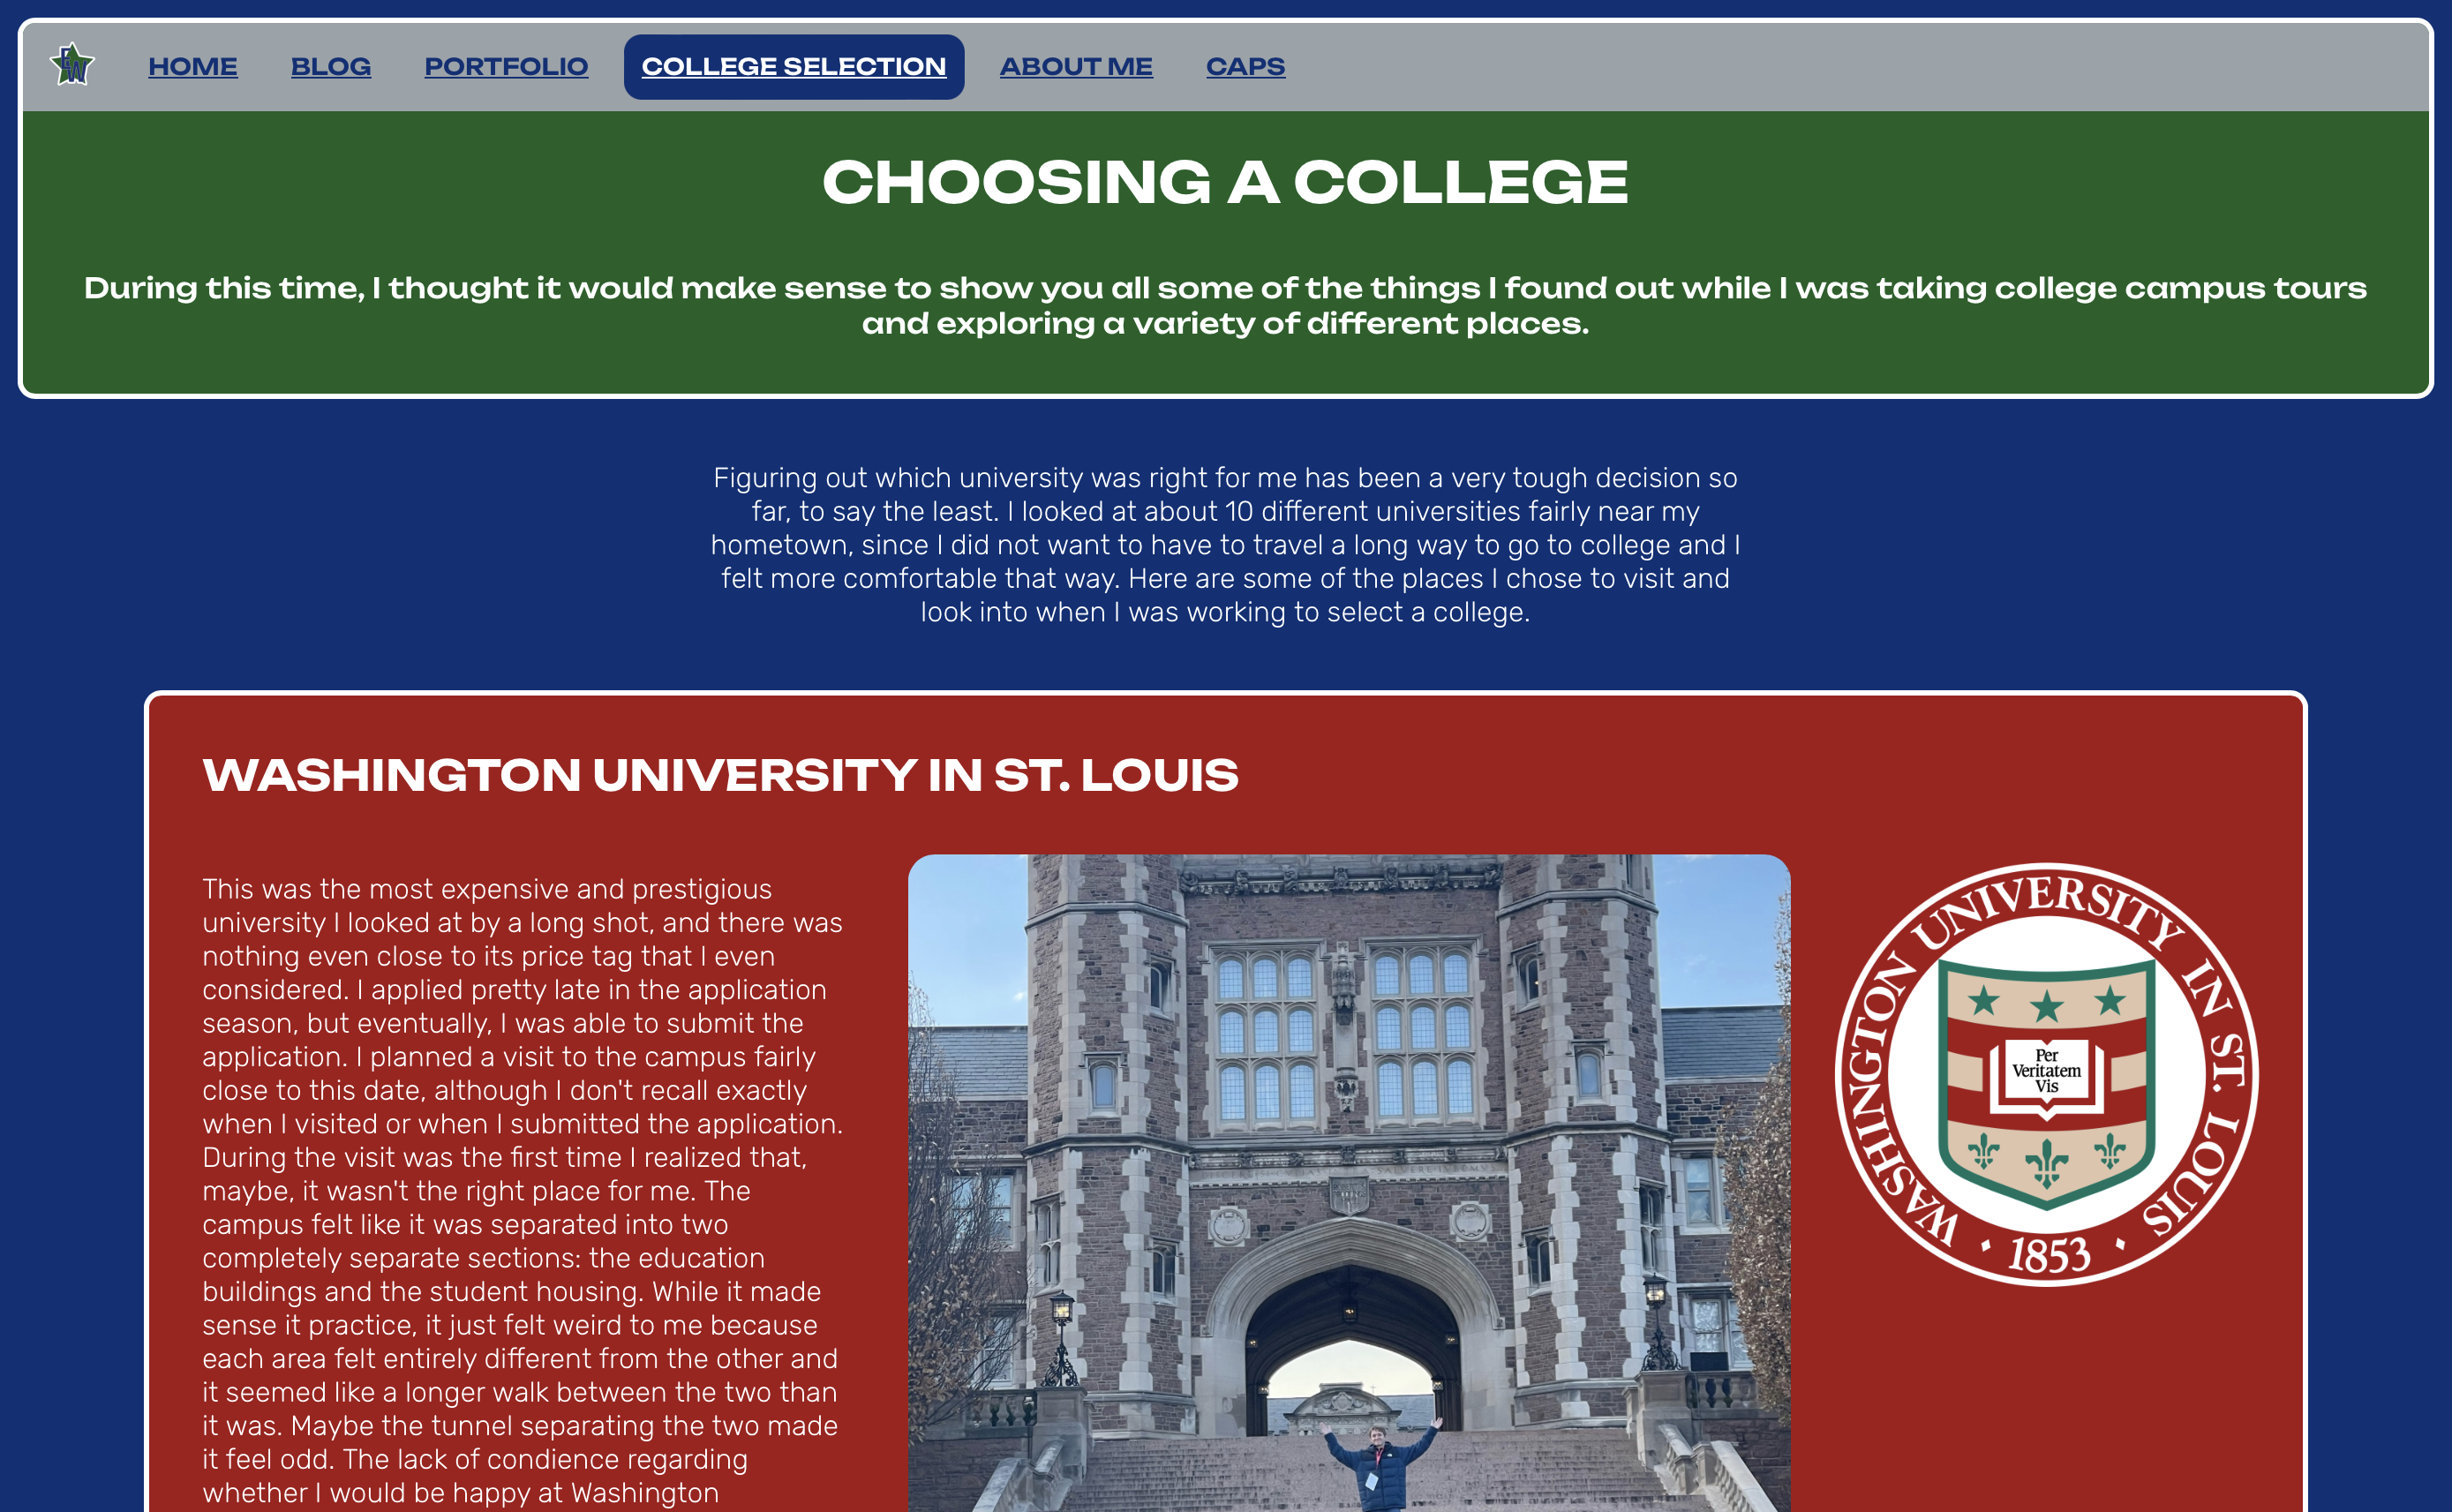 EW
HOME BLOG PORTFOLIO COLLEGE SELECTION ABOUT ME CAPS
CHOOSING A COLLEGE
During this time, I thought it would make sense to show you all some of the things I found out while I was taking college campus tours
and exploring a variety of different places.
Figuring out which university was right for me has been a very tough decision so
far, to say the least. I looked at about 10 different universities fairly near my
hometown, since I did not want to have to travel a long way to go to college and I
felt more comfortable that way. Here are some of the places I chose to visit and
look into when I was working to select a college.
WASHINGTON UNIVERSITY IN ST. LOUIS
This was the most expensive and prestigious
university I looked at by a long shot, and there was
nothing even close to its price tag that I even
considered. I applied pretty late in the application
season, but eventually, I was able to submit the
application. I planned a visit to the campus fairly
close to this date, although I don't recall exactly
when I visited or when I submitted the application.
During the visit was the first time I realized that,
maybe, it wasn't the right place for me. The
campus felt like it was separated into two
completely separate sections: the education
buildings and the student housing. While it made
sense it practice, it just felt weird to me because
each area felt entirely different from the other and
it seemed like a longer walk between the two than
it was. Maybe the tunnel separating the two made
it feel odd. The lack of condience regarding
whether I would be happy at Washington
WASHINGTON UNIVERSITY IN ST. LOUIS
Per
Veritatem
Vis
1853